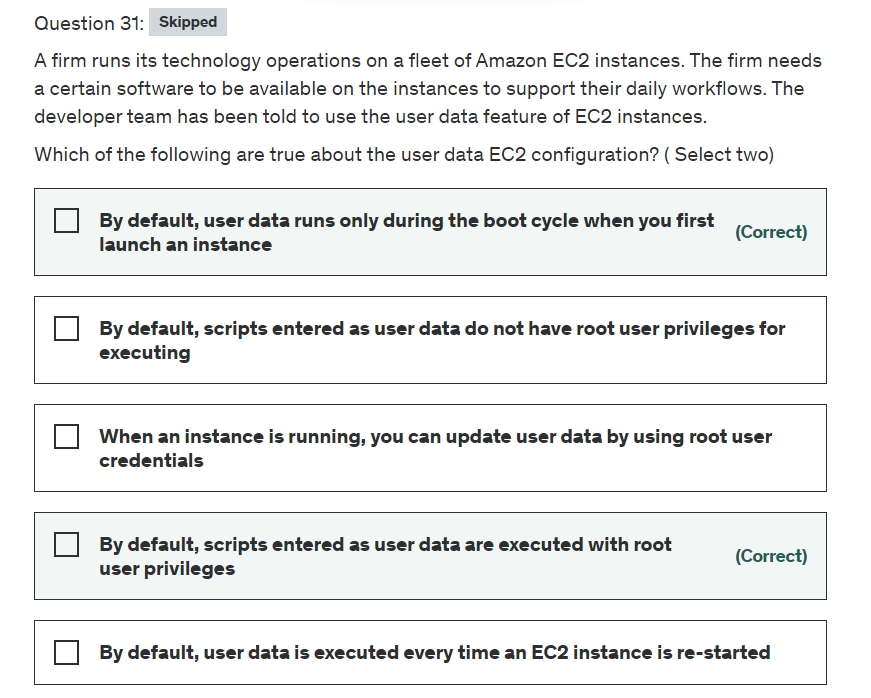 Question 31: Skipped
A firm runs its technology operations on a fleet of Amazon EC2 instances. The firm needs
a certain software to be available on the instances to support their daily workflows. The
developer team has been told to use the user data feature of EC2 instances.
Which of the following are true about the user data EC2 configuration? ( Select two)
By default, user data runs only during the boot cycle when you first
launch an instance
(Correct)
By default, scripts entered as user data do not have root user privileges for
executing
When an instance is running, you can update user data by using root user
credentials
By default, scripts entered as user data are executed with root
user privileges
(Correct)
By default, user data is executed every time an EC2 instance is re-started